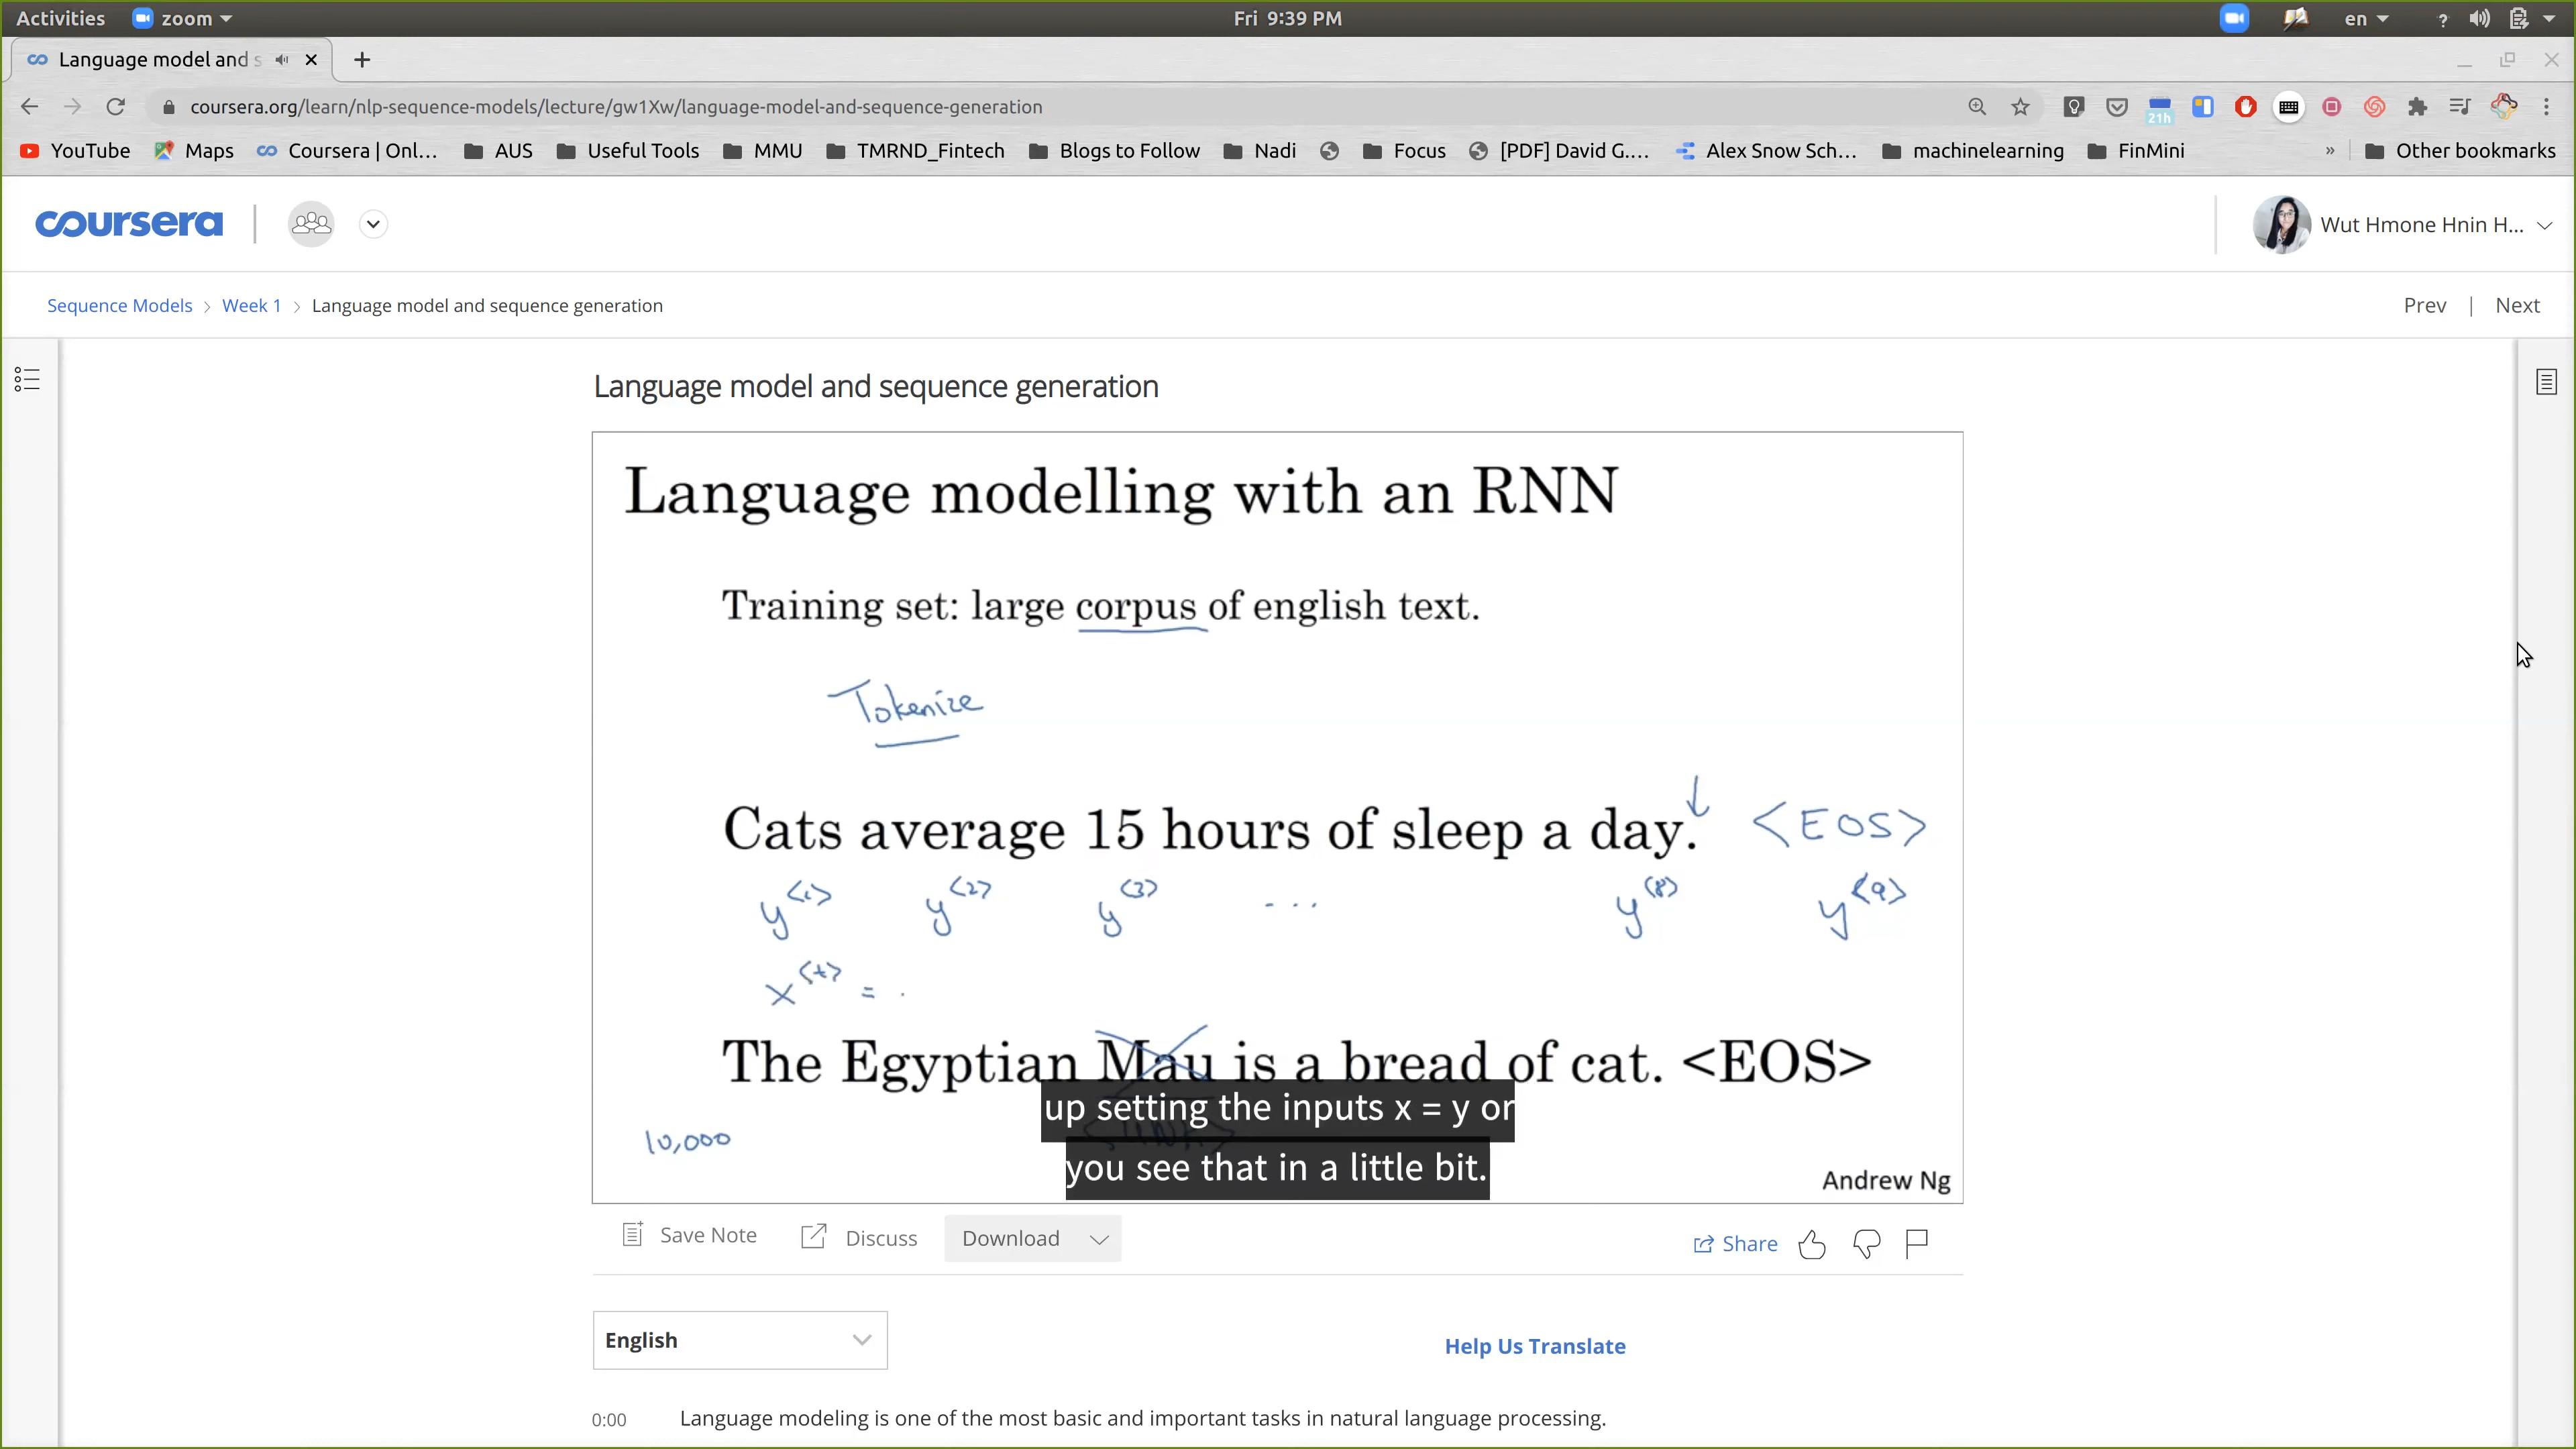 Activities zoom Fri 9:39 PM en ?
Language model and s
coursera.org/learn/nlp-sequence-models/lecture/gw1Xw/language-model-and-sequence-generation 21h
YouTube Maps Coursera | Onl... AUS Useful Tools MMU TMRND_Fintech Blogs to Follow Nadi Focus [PDF] David G.... Alex Snow Sch... machinelearning FinMini » Other bookmarks
coursera Wut Hmone Hnin H...
Sequence Models > Week 1 > Language model and sequence generation Prev | Next
Language model and sequence generation
Language modelling with an RNN
Training set: large corpus of english text.
Tokenize
Cats average 15 hours of sleep a day. <EOS>
y<1> y<2> y<3> ... y<8> y<9>
x<t> =
The Egyptian Mau is a bread of cat. <EOS>
up setting the inputs x = y or
10,000
you see that in a little bit.
Andrew Ng
Save Note Discuss Download Share
English Help Us Translate
0:00 Language modeling is one of the most basic and important tasks in natural language processing.